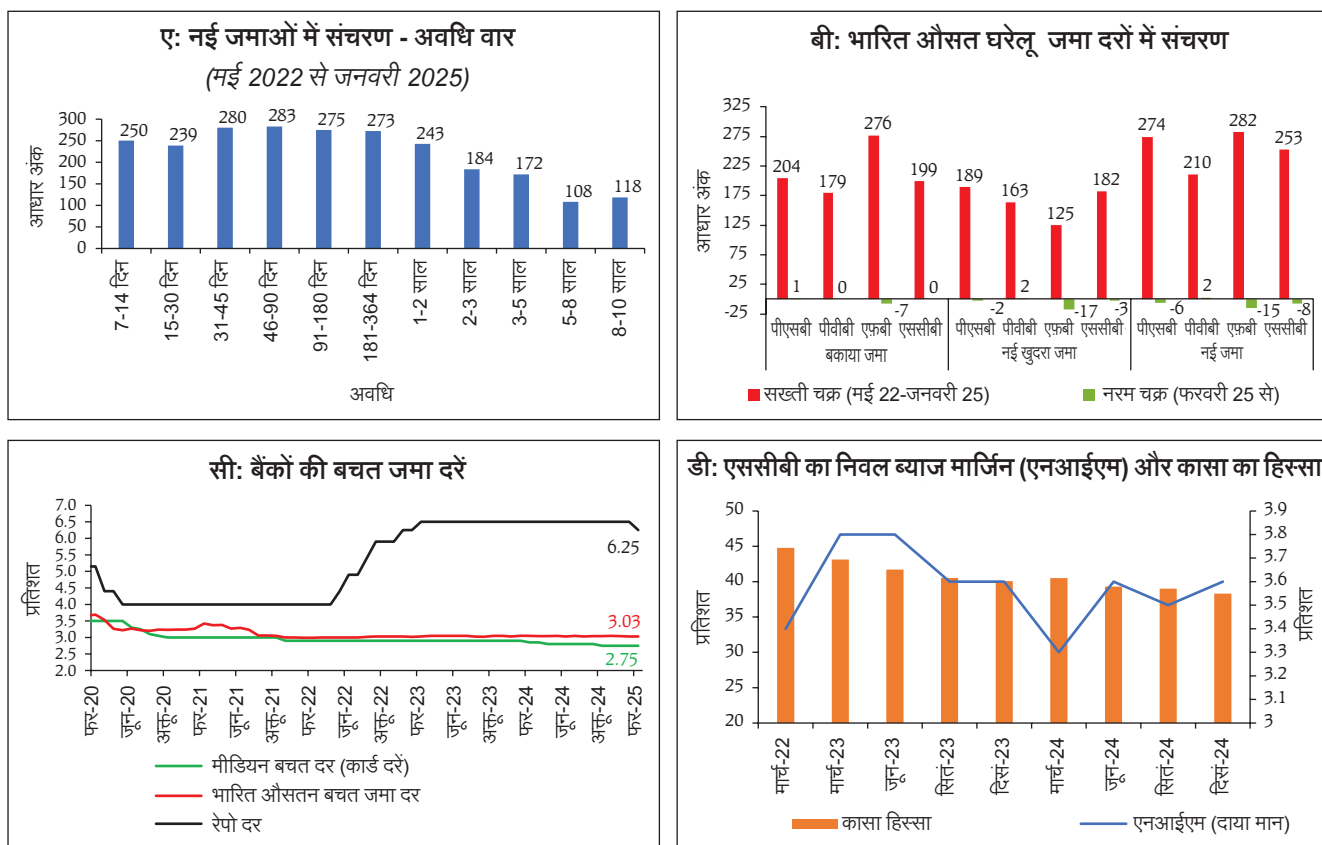 ए: नई जमाओं में संचरण - अवधि वार
(मई 2022 से जनवरी 2025)
आधार अंक
300
250
200
150
100
50
0
250
239
280
283
275
273
243
184
172
108
118
7-14 दिन
15-30 दिन
31-45 दिन
46-90 दिन
91-180 दिन
181-364 दिन
1-2 साल
2-3 साल
3-5 साल
5-8 साल
8-10 साल
अवधि
बी: भारित औसत घरेलू जमा दरों में संचरण
आधार अंक
325
275
225
175
125
75
25
-25
204
179
276
199
189
163
125
182
274
210
282
253
1
0
-7
0
-2
2
-17
-3
-6
2
-15
-8
पीएसबी पीवीबी एफ़बी एससीबी पीएसबी पीवीबी एफ़बी एससीबी पीएसबी पीवीबी एफ़बी एससीबी
बकाया जमा नई खुदरा जमा नई जमा
सख्ती चक्र (मई 22-जनवरी 25) नरम चक्र (फरवरी 25 से)
सी: बैंकों की बचत जमा दरें
प्रतिशत
7.0
6.5
6.0
5.5
5.0
4.5
4.0
3.5
3.0
2.5
2.0
6.25
3.03
2.75
फर-20
जून-20
अक्तू-20
फर-21
जून-21
अक्तू-21
फर-22
जून-22
अक्तू-22
फर-23
जून-23
अक्तू-23
फर-24
जून-24
अक्तू-24
फर-25
मीडियन बचत दर (कार्ड दरें)
भारित औसतन बचत जमा दर
रेपो दर
डी: एससीबी का निवल ब्याज मार्जिन (एनआईएम) और कासा का हिस्सा
प्रतिशत
50
45
40
35
30
25
20
3.9
3.8
3.7
3.6
3.5
3.4
3.3
3.2
3.1
3
प्रतिशत
मार्च-22
मार्च-23
जून-23
सितं-23
दिसं-23
मार्च-24
जून-24
सितं-24
दिसं-24
कासा हिस्सा एनआईएम (दाया मान)